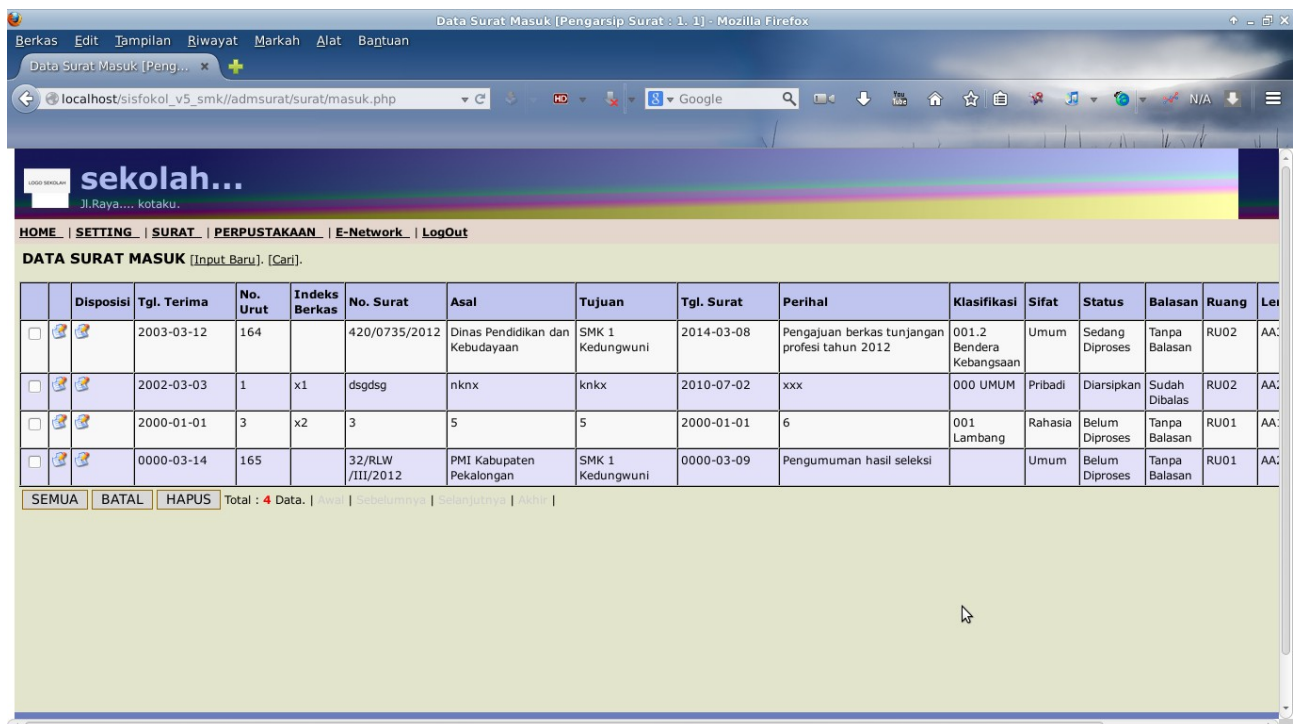 Data Surat Masuk [Pengarsip Surat : 1. 1] - Mozilla Firefox
Berkas Edit Tampilan Riwayat Markah Alat Bantuan
Data Surat Masuk [Peng...
localhost/sisfokol_v5_smk//admsurat/surat/masuk.php HD 8 Google You Tube N/A
LOGO SEKOLAH
sekolah...
Jl.Raya.... kotaku.
HOME | SETTING | SURAT | PERPUSTAKAAN | E-Network | LogOut
DATA SURAT MASUK [Input Baru]. [Cari].
Disposisi Tgl. Terima No. Urut Indeks Berkas No. Surat Asal Tujuan Tgl. Surat Perihal Klasifikasi Sifat Status Balasan Ruang
2003-03-12 164 420/0735/2012 Dinas Pendidikan dan Kebudayaan SMK 1 Kedungwuni 2014-03-08 Pengajuan berkas tunjangan profesi tahun 2012 001.2 Bendera Kebangsaan Umum Sedang Diproses Tanpa Balasan RU02
2002-03-03 1 x1 dsgdsg nknx knkx 2010-07-02 xxx 000 UMUM Pribadi Diarsipkan Sudah Dibalas RU02
2000-01-01 3 x2 3 5 5 2000-01-01 6 001 Lambang Rahasia Belum Diproses Tanpa Balasan RU01
0000-03-14 165 32/RLW /III/2012 PMI Kabupaten Pekalongan SMK 1 Kedungwuni 0000-03-09 Pengumuman hasil seleksi Umum Belum Diproses Tanpa Balasan RU01
SEMUA BATAL HAPUS Total : 4 Data. | Awal | Sebelumnya | Selanjutnya | Akhir |